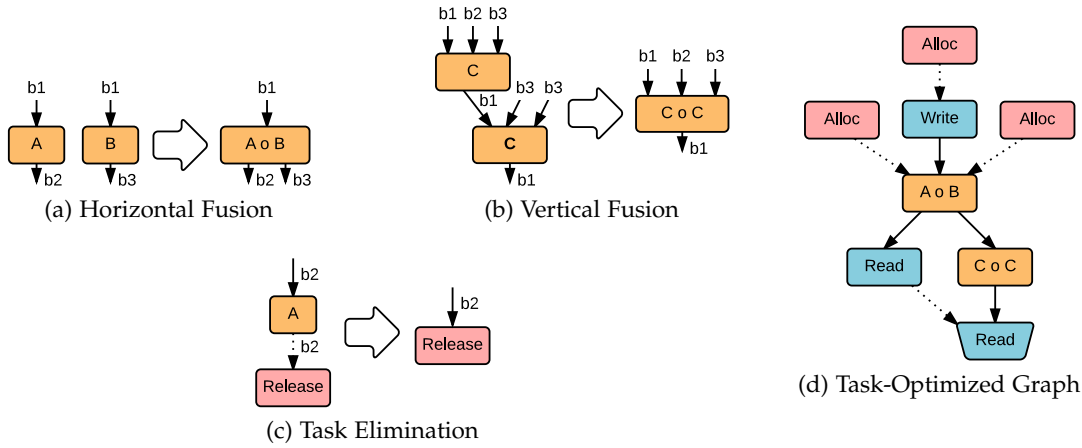 b1 b1 b1
A B A o B
b2 b3 b2 b3
(a) Horizontal Fusion
b1 b2 b3
C
b1 b3 b3
C
b1
b1 b2 b3
C o C
b1
(b) Vertical Fusion
b2
A
b2
Release
b2
Release
(c) Task Elimination
Alloc
Alloc Write Alloc
A o B
Read C o C
Read
(d) Task-Optimized Graph